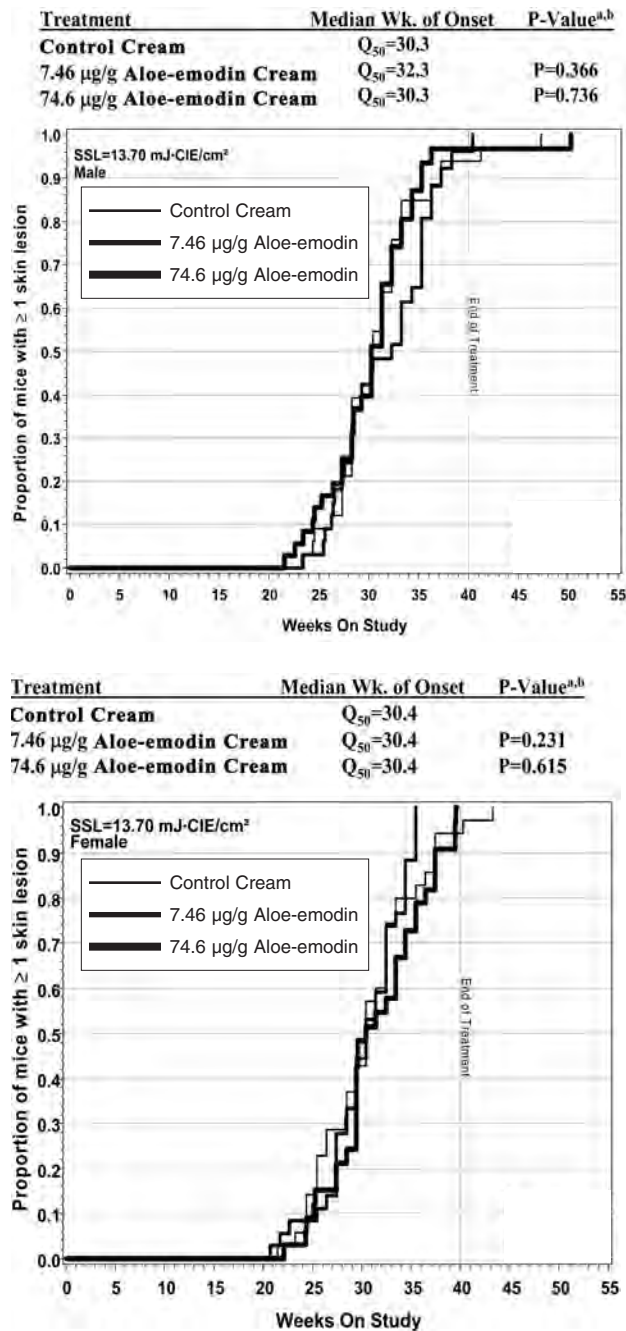 Treatment Median Wk. of Onset P-Valueᵃ,ᵇ
Control Cream Q₅₀=30.3
7.46 µg/g Aloe-emodin Cream Q₅₀=32.3 P=0.366
74.6 µg/g Aloe-emodin Cream Q₅₀=30.3 P=0.736
1.0
0.9
0.8
0.7
0.6
0.5
0.4
0.3
0.2
0.1
0.0
Proportion of mice with ≥ 1 skin lesion
SSL=13.70 mJ·CIE/cm²
Male
Control Cream
7.46 µg/g Aloe-emodin
74.6 µg/g Aloe-emodin
End of Treatment
0 5 10 15 20 25 30 35 40 45 50 55
Weeks On Study
Treatment Median Wk. of Onset P-Valueᵃ,ᵇ
Control Cream Q₅₀=30.4
7.46 µg/g Aloe-emodin Cream Q₅₀=30.4 P=0.231
74.6 µg/g Aloe-emodin Cream Q₅₀=30.4 P=0.615
1.0
0.9
0.8
0.7
0.6
0.5
0.4
0.3
0.2
0.1
0.0
Proportion of mice with ≥ 1 skin lesion
SSL=13.70 mJ·CIE/cm²
Female
Control Cream
7.46 µg/g Aloe-emodin
74.6 µg/g Aloe-emodin
End of Treatment
0 5 10 15 20 25 30 35 40 45 50 55
Weeks On Study